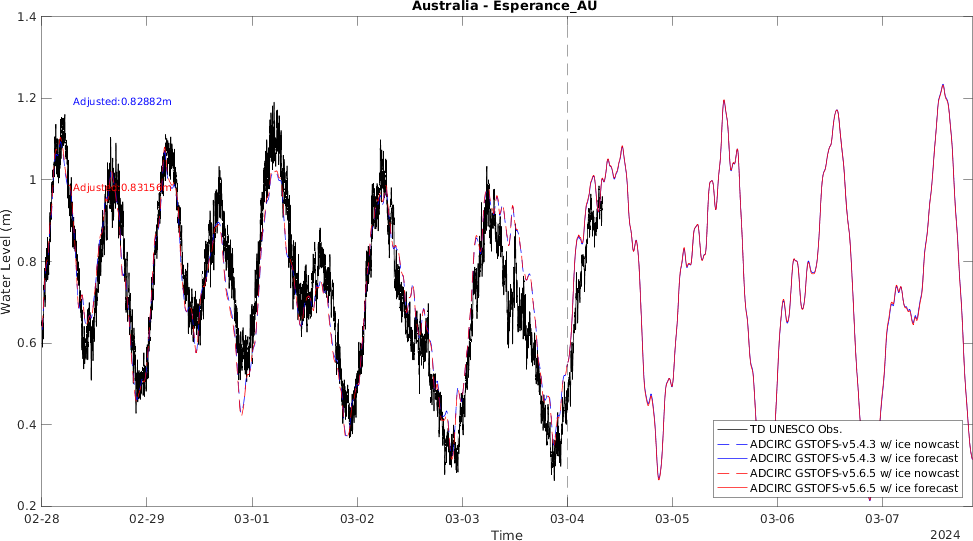 Australia - Esperance_AU
1.4
1.2
1
0.8
0.6
0.4
0.2
Water Level (m)
Adjusted:0.82882m
Adjusted:0.83156m
TD UNESCO Obs.
ADCIRC GSTOFS-v5.4.3 w/ ice nowcast
ADCIRC GSTOFS-v5.4.3 w/ ice forecast
ADCIRC GSTOFS-v5.6.5 w/ ice nowcast
ADCIRC GSTOFS-v5.6.5 w/ ice forecast
02-28 02-29 03-01 03-02 03-03 03-04 03-05 03-06 03-07
Time
2024